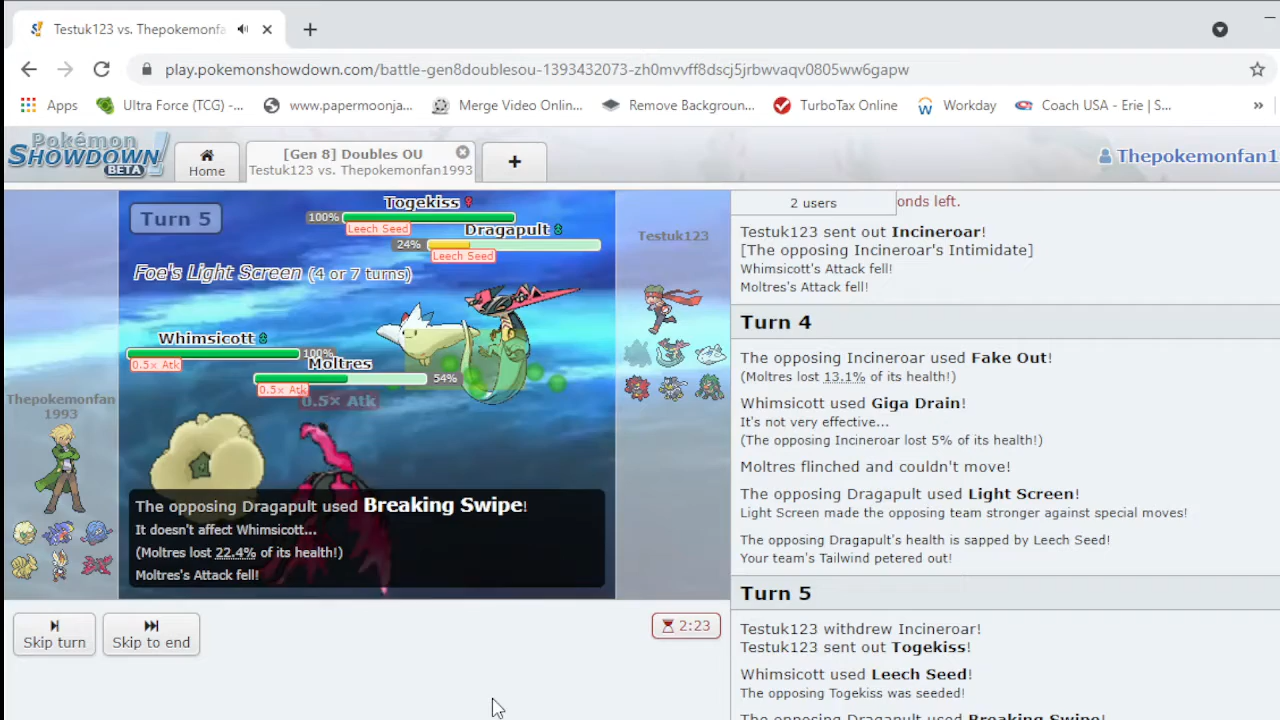 Testuk123 vs. Thepokemonfa
play.pokemonshowdown.com/battle-gen8doublesou-1393432073-zh0mvvff8dscj5jrbwvaqv0805ww6gapw
Apps Ultra Force (TCG) -... www.papermoonja... Merge Video Onlin... Remove Backgroun... TurboTax Online Workday Coach USA - Erie | S... »
Pokémon
SHOWDOWN!
BETA
Home
[Gen 8] Doubles OU
Testuk123 vs. Thepokemonfan1993
+
Thepokemonfan1
Turn 5
Togekiss
100%
Leech Seed
Dragapult
24%
Leech Seed
Foe's Light Screen (4 or 7 turns)
Whimsicott
100%
0.5× Atk
Moltres
54%
0.5× Atk
0.5× Atk
Testuk123
Thepokemonfan
1993
The opposing Dragapult used Breaking Swipe!
It doesn't affect Whimsicott...
(Moltres lost 22.4% of its health!)
Moltres's Attack fell!
Skip turn
Skip to end
2:23
2 users
onds left.
Testuk123 sent out Incineroar!
[The opposing Incineroar's Intimidate]
Whimsicott's Attack fell!
Moltres's Attack fell!
Turn 4
The opposing Incineroar used Fake Out!
(Moltres lost 13.1% of its health!)
Whimsicott used Giga Drain!
It's not very effective...
(The opposing Incineroar lost 5% of its health!)
Moltres flinched and couldn't move!
The opposing Dragapult used Light Screen!
Light Screen made the opposing team stronger against special moves!
The opposing Dragapult's health is sapped by Leech Seed!
Your team's Tailwind petered out!
Turn 5
Testuk123 withdrew Incineroar!
Testuk123 sent out Togekiss!
Whimsicott used Leech Seed!
The opposing Togekiss was seeded!
The opposing Dragapult used Breaking Swipe!